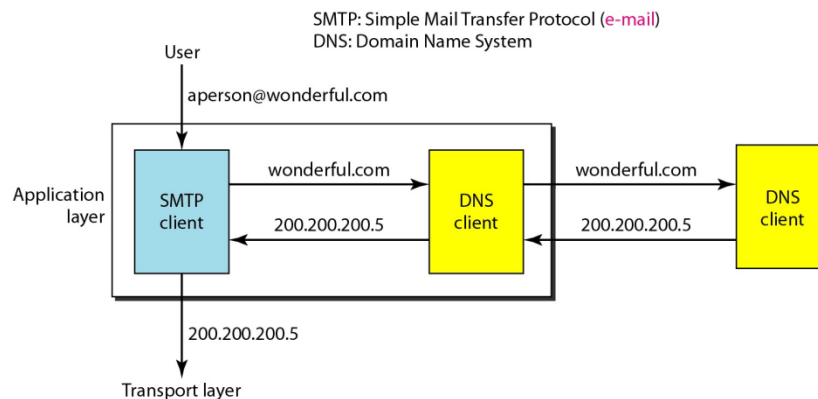 SMTP: Simple Mail Transfer Protocol (e-mail)
DNS: Domain Name System
User
aperson@wonderful.com
Application
layer
SMTP
client
wonderful.com
200.200.200.5
DNS
client
wonderful.com
200.200.200.5
DNS
client
200.200.200.5
Transport layer